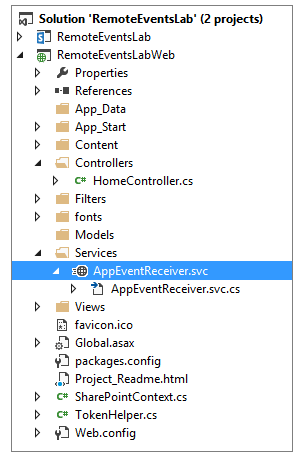 Solution 'RemoteEventsLab' (2 projects)
RemoteEventsLab
RemoteEventsLabWeb
Properties
References
App_Data
App_Start
Content
Controllers
C# HomeController.cs
Filters
fonts
Models
Services
AppEventReceiver.svc
AppEventReceiver.svc.cs
Views
favicon.ico
Global.asax
packages.config
Project_Readme.html
C# SharePointContext.cs
C# TokenHelper.cs
Web.config